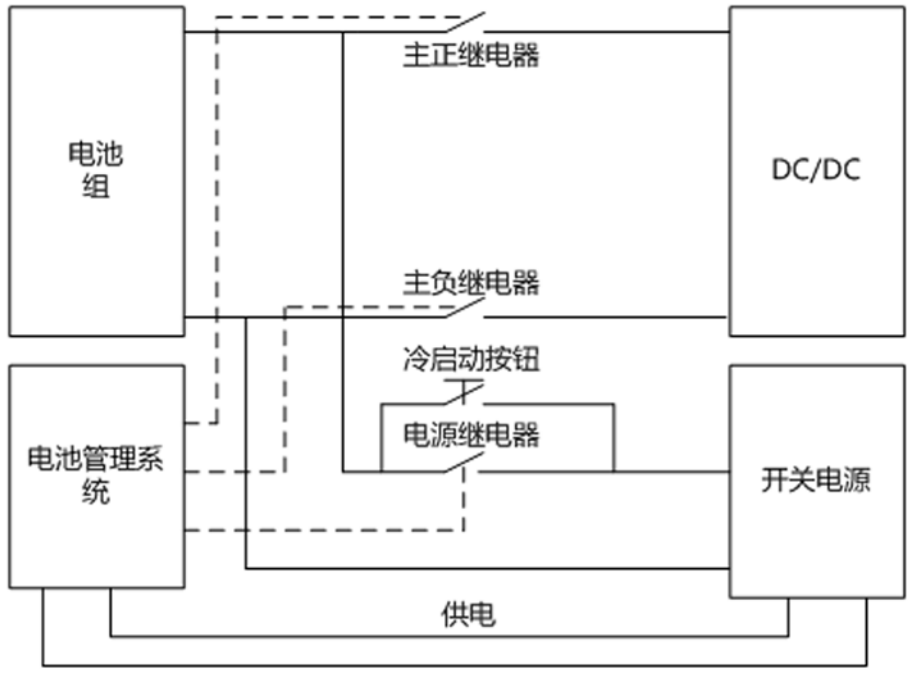 电池
组
主正继电器
DC/DC
主负继电器
冷启动按钮
电源继电器
电池管理系
统
开关电源
供电